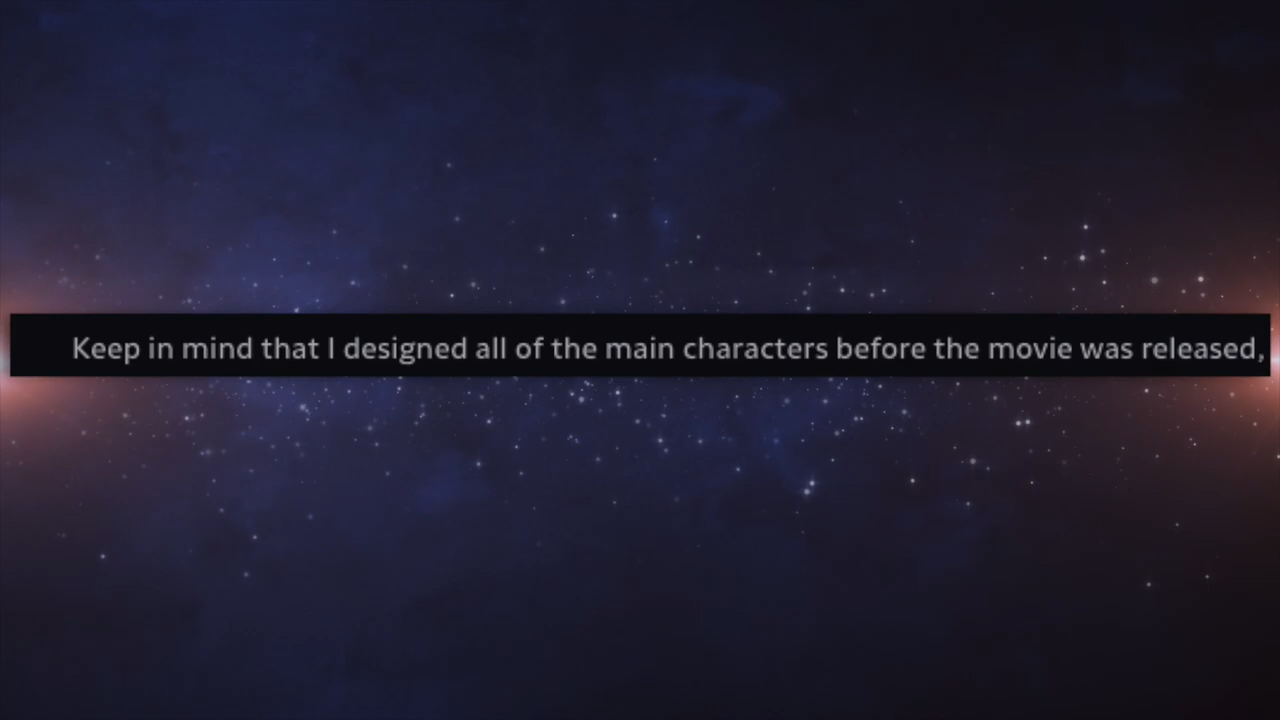 Keep in mind that I designed all of the main characters before the movie was released,